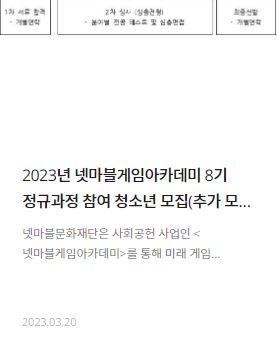 1차 서류 합격
- 개별연락
2차 심사 (심층전형)
- 분야별 전공 테스트 및 심층면접
최종선발
- 개별연락
2023년 넷마블게임아카데미 8기
정규과정 참여 청소년 모집(추가 모...
넷마블문화재단은 사회공헌 사업인 <
넷마블게임아카데미>를 통해 미래 게임...
2023.03.20